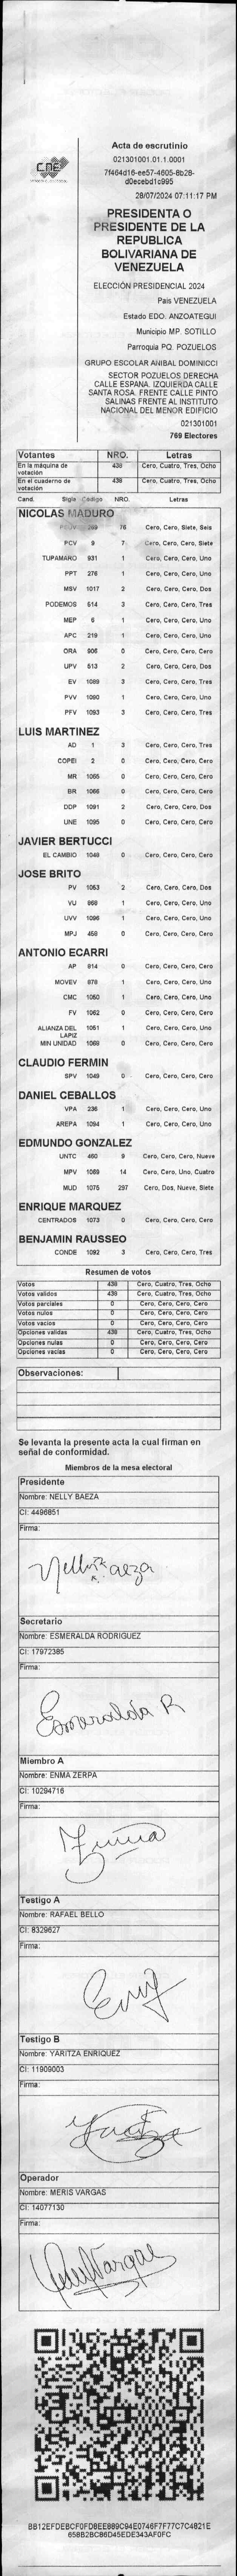 CNE
Acta de escrutinio
021301001.01.1.0001
7f464d16-ee57-4605-8b28-
d0ecebd1c995
28/07/2024 07:11:17 PM
PRESIDENTA O
PRESIDENTE DE LA
REPUBLICA
BOLIVARIANA DE
VENEZUELA
ELECCIÓN PRESIDENCIAL 2024
País VENEZUELA
Estado EDO. ANZOATEGUI
Municipio MP. SOTILLO
Parroquia PQ. POZUELOS
GRUPO ESCOLAR ANIBAL DOMINICCI
SECTOR POZUELOS DERECHA
CALLE ESPANA. IZQUIERDA CALLE
SANTA ROSA. FRENTE CALLE PINTO
SALINAS FRENTE AL INSTITUTO
NACIONAL DEL MENOR EDIFICIO
021301001
769 Electores
Votantes NRO. Letras
En la máquina de votación 438 Cero, Cuatro, Tres, Ocho
En el cuaderno de votación 438 Cero, Cuatro, Tres, Ocho
Cand. Sigla Código NRO. Letras
NICOLAS MADURO
76 Cero, Cero, Siete, Seis
PCV 9 7 Cero, Cero, Cero, Siete
TUPAMARO 931 1 Cero, Cero, Cero, Uno
PPT 276 1 Cero, Cero, Cero, Uno
MSV 1017 2 Cero, Cero, Cero, Dos
PODEMOS 514 3 Cero, Cero, Cero, Tres
MEP 6 1 Cero, Cero, Cero, Uno
APC 219 1 Cero, Cero, Cero, Uno
ORA 906 0 Cero, Cero, Cero, Cero
UPV 513 2 Cero, Cero, Cero, Dos
EV 1089 3 Cero, Cero, Cero, Tres
PVV 1090 1 Cero, Cero, Cero, Uno
PFV 1093 3 Cero, Cero, Cero, Tres
LUIS MARTINEZ
AD 1 3 Cero, Cero, Cero, Tres
COPEI 2 0 Cero, Cero, Cero, Cero
MR 1065 0 Cero, Cero, Cero, Cero
BR 1066 0 Cero, Cero, Cero, Cero
DDP 1091 2 Cero, Cero, Cero, Dos
UNE 1095 0 Cero, Cero, Cero, Cero
JAVIER BERTUCCI
EL CAMBIO 1048 0 Cero, Cero, Cero, Cero
JOSE BRITO
PV 1053 2 Cero, Cero, Cero, Dos
VU 868 1 Cero, Cero, Cero, Uno
UVV 1096 1 Cero, Cero, Cero, Uno
MPJ 458 0 Cero, Cero, Cero, Cero
ANTONIO ECARRI
AP 814 0 Cero, Cero, Cero, Cero
MOVEV 878 1 Cero, Cero, Cero, Uno
CMC 1050 1 Cero, Cero, Cero, Uno
FV 1052 0 Cero, Cero, Cero, Cero
ALIANZA DEL LAPIZ 1051 1 Cero, Cero, Cero, Uno
MIN UNIDAD 1068 0 Cero, Cero, Cero, Cero
CLAUDIO FERMIN
SPV 1049 0 Cero, Cero, Cero, Cero
DANIEL CEBALLOS
VPA 236 1 Cero, Cero, Cero, Uno
AREPA 1094 1 Cero, Cero, Cero, Uno
EDMUNDO GONZALEZ
UNTC 460 9 Cero, Cero, Cero, Nueve
MPV 1069 14 Cero, Cero, Uno, Cuatro
MUD 1075 297 Cero, Dos, Nueve, Siete
ENRIQUE MARQUEZ
CENTRADOS 1073 0 Cero, Cero, Cero, Cero
BENJAMIN RAUSSEO
CONDE 1092 3 Cero, Cero, Cero, Tres
Resumen de votos
Votos 438 Cero, Cuatro, Tres, Ocho
Votos validos 438 Cero, Cuatro, Tres, Ocho
Votos parciales 0 Cero, Cero, Cero, Cero
Votos nulos 0 Cero, Cero, Cero, Cero
Votos vacios 0 Cero, Cero, Cero, Cero
Opciones validas 438 Cero, Cuatro, Tres, Ocho
Opciones nulas 0 Cero, Cero, Cero, Cero
Opciones vacias 0 Cero, Cero, Cero, Cero
Observaciones:
Se levanta la presente acta la cual firman en
señal de conformidad.
Miembros de la mesa electoral
Presidente
Nombre: NELLY BAEZA
CI: 4496851
Firma:
Nelly Baeza
Secretario
Nombre: ESMERALDA RODRIGUEZ
CI: 17972385
Firma:
Esmeralda R
Miembro A
Nombre: ENMA ZERPA
CI: 10294716
Firma:
Testigo A
Nombre: RAFAEL BELLO
CI: 8329627
Firma:
Testigo B
Nombre: YARITZA ENRIQUEZ
CI: 11909003
Firma:
Operador
Nombre: MERIS VARGAS
CI: 14077130
Firma:
BB12EFDEBCF0FD8EE889C94E0746F7F77C7C4821E
658B2BC86D45EDE343AF0FC